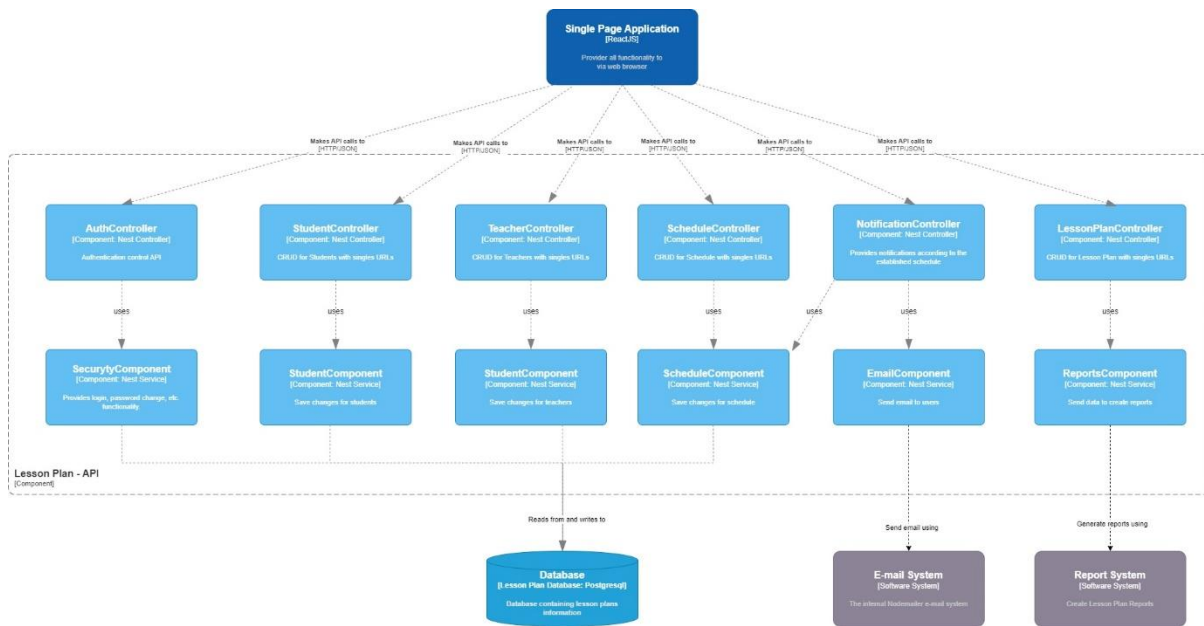 Single Page Application
[ReactJS]
Provider all functionality to
via web browser
Makes API calls to
[HTTP/JSON]
Makes API calls to
[HTTP/JSON]
Makes API calls to
[HTTP/JSON]
Makes API calls to
[HTTP/JSON]
Makes API calls to
[HTTP/JSON]
Makes API calls to
[HTTP/JSON]
AuthController
[Component: Nest Controller]
Authentication control API
StudentController
[Component: Nest Controller]
CRUD for Students with singles URLs
TeacherController
[Component: Nest Controller]
CRUD for Teachers with singles URLs
ScheduleController
[Component: Nest Controller]
CRUD for Schedule with singles URLs
NotificationController
[Component: Nest Controller]
Provides notifications according to the
established schedule
LessonPlanController
[Component: Nest Controller]
CRUD for Lesson Plan with singles URLs
uses
uses
uses
uses
uses
uses
uses
SecurytyComponent
[Component: Nest Service]
Provides login, password change, etc
functionality
StudentComponent
[Component: Nest Service]
Save changes for students
StudentComponent
[Component: Nest Service]
Save changes for teachers
ScheduleComponent
[Component: Nest Service]
Save changes for schedule
EmailComponent
[Component: Nest Service]
Send email to users
ReportsComponent
[Component: Nest Service]
Send data to create reports
Lesson Plan - API
[Component]
Reads from and writes to
Send email using
Generate reports using
Database
[Lesson Plan Database: Postgresql]
Database containing lesson plans
information
E-mail System
[Software System]
The internal e-mail system
Report System
[Software System]
Create Lesson Plan Reports